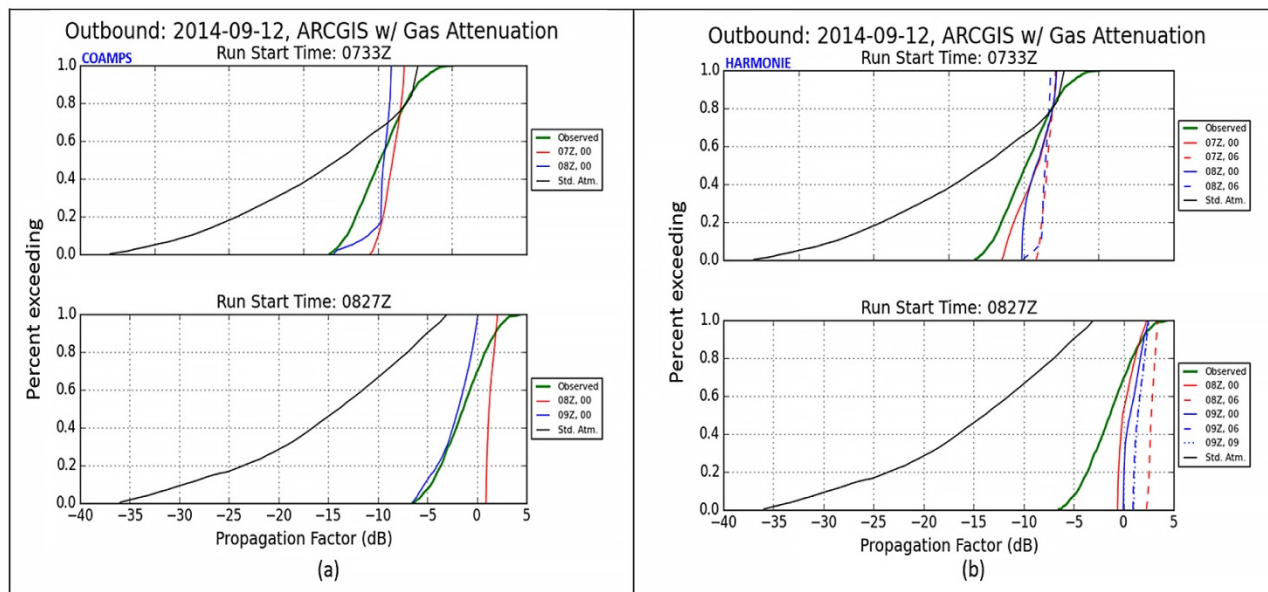 Outbound: 2014-09-12, ARCGIS w/ Gas Attenuation
Run Start Time: 0733Z
COAMPS
1.0
0.8
0.6
0.4
0.2
0.0
Observed
07Z, 00
08Z, 00
Std. Atm.
Percent exceeding
Run Start Time: 0827Z
1.0
0.8
0.6
0.4
0.2
0.0
Observed
08Z, 00
09Z, 00
Std. Atm.
−40 −35 −30 −25 −20 −15 −10 −5 0 5
Propagation Factor (dB)
(a)
Outbound: 2014-09-12, ARCGIS w/ Gas Attenuation
Run Start Time: 0733Z
HARMONIE
1.0
0.8
0.6
0.4
0.2
0.0
Observed
07Z, 00
07Z, 06
08Z, 00
08Z, 06
Std. Atm.
Percent exceeding
Run Start Time: 0827Z
1.0
0.8
0.6
0.4
0.2
0.0
Observed
08Z, 00
08Z, 06
09Z, 00
09Z, 06
09Z, 09
Std. Atm.
−40 −35 −30 −25 −20 −15 −10 −5 0 5
Propagation Factor (dB)
(b)